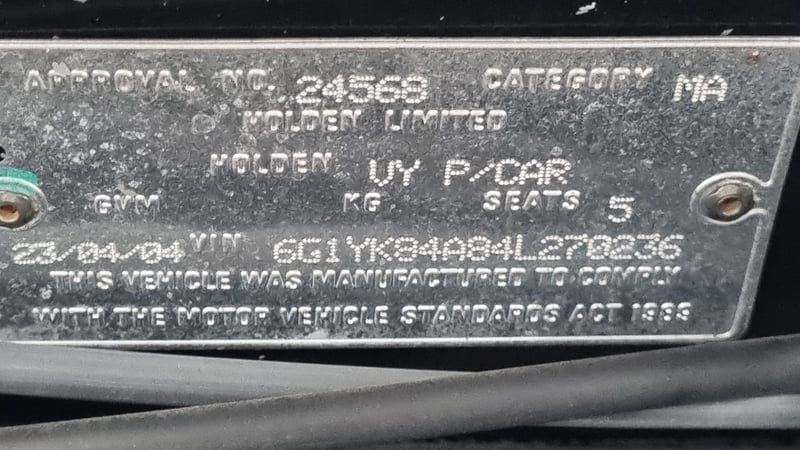 APPROVAL NO. 24568 CATEGORY MA
HOLDEN LIMITED
HOLDEN VY P/CAR
GVM KG SEATS 5
23/04/04 VIN 6G1YK84A84L270236
THIS VEHICLE WAS MANUFACTURED TO COMPLY
WITH THE MOTOR VEHICLE STANDARDS ACT 1989